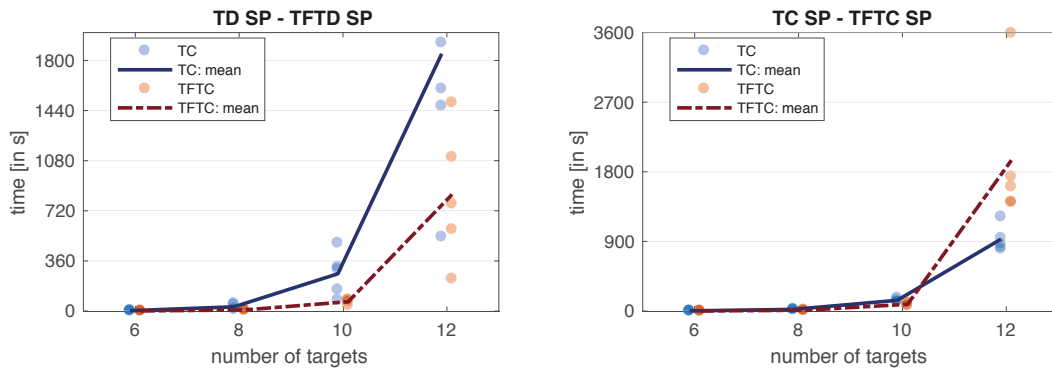 TD SP - TFTD SP
TC
TC: mean
TFTC
TFTC: mean
1800
1440
1080
720
360
0
time [in s]
6
8
10
12
number of targets
TC SP - TFTC SP
TC
TC: mean
TFTC
TFTC: mean
3600
2700
1800
900
0
time [in s]
6
8
10
12
number of targets